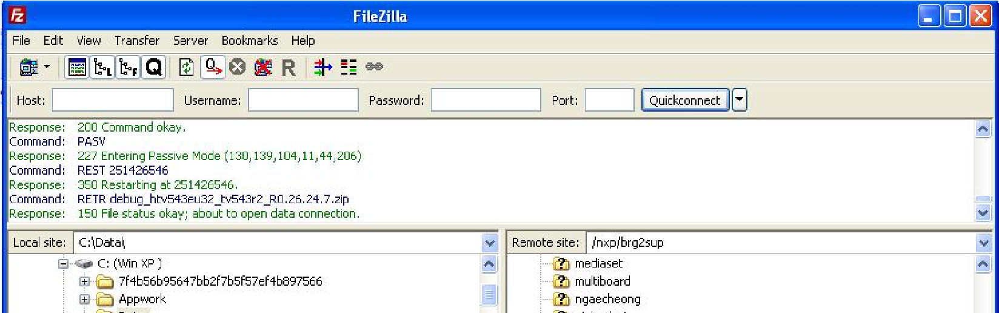 FileZilla
File Edit View Transfer Server Bookmarks Help
Host: Username: Password: Port: Quickconnect
Response: 200 Command okay.
Command: PASV
Response: 227 Entering Passive Mode (130,139,104,11,44,206)
Command: REST 251426546
Response: 350 Restarting at 251426546.
Command: RETR debug_htv543eu32_tv543r2_R0.26.24.7.zip
Response: 150 File status okay; about to open data connection.
Local site: C:\Data\
Remote site: /nxp/brg2sup
C: (Win XP )
7f4b56b95647bb2f7b5f57ef4b897566
Appwork
mediaset
multiboard
ngaecheong